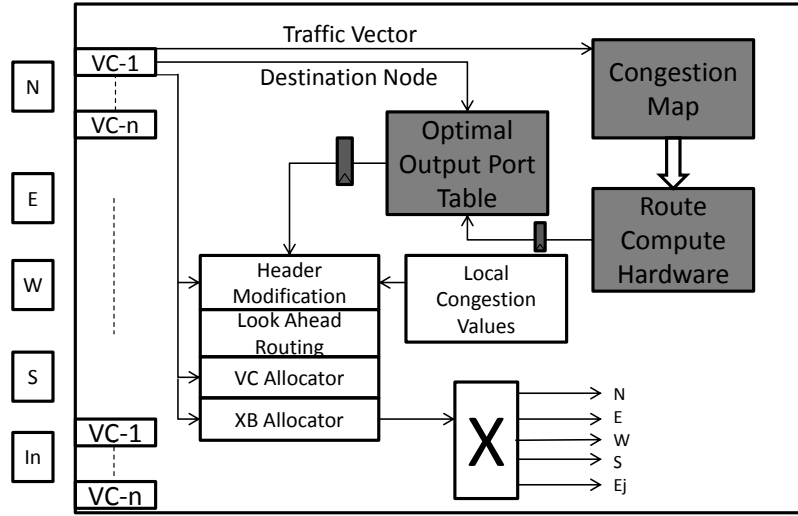 Traffic Vector
VC-1
N
Destination Node
VC-n
Congestion
Map
Optimal
Output Port
Table
E
Route
Compute
Hardware
W
Header
Modification
Local
Congestion
Values
Look Ahead
Routing
S
VC Allocator
XB Allocator
X
N
E
W
S
Ej
VC-1
In
VC-n